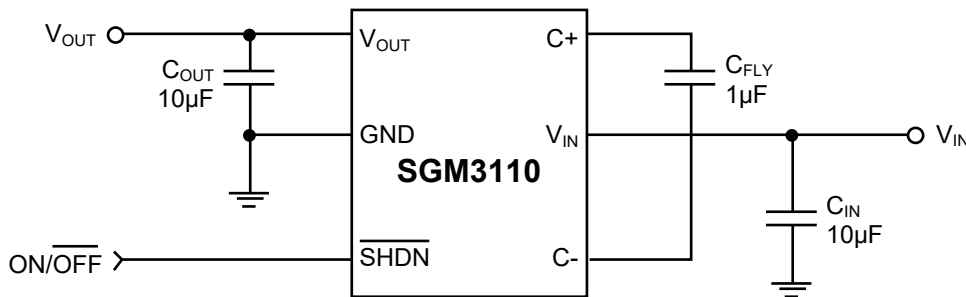 VOUT
VOUT
COUT
10µF
GND
SGM3110
ON/OFF
SHDN
C+
CFLY
1µF
VIN
VIN
CIN
10µF
C-